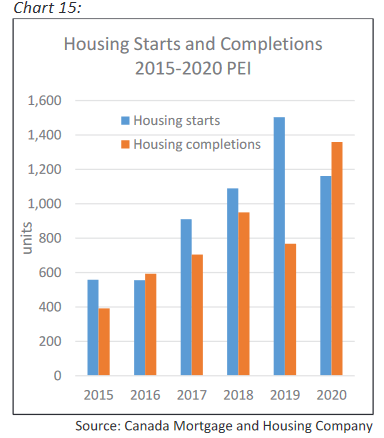 Chart 15:
Housing Starts and Completions
2015-2020 PEI
1,600
1,400
1,200
1,000
800
600
400
200
0
units
Housing starts
Housing completions
2015 2016 2017 2018 2019 2020
Source: Canada Mortgage and Housing Company